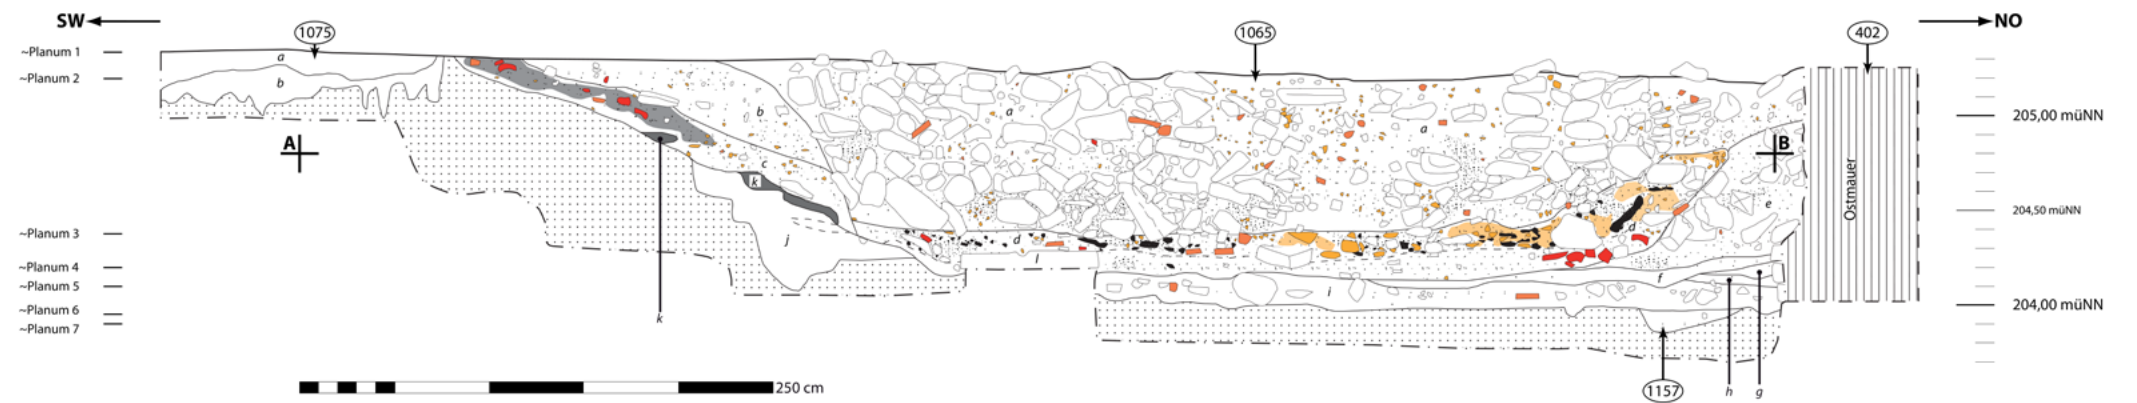 SW
NO
1075
1065
402
~Planum 1
~Planum 2
~Planum 3
~Planum 4
~Planum 5
~Planum 6
~Planum 7
a
b
b
a
a
A
B
c
k
k
j
d
l
d
e
f
i
h
g
Ostmauer
205,00 müNN
204,50 müNN
204,00 müNN
1157
250 cm